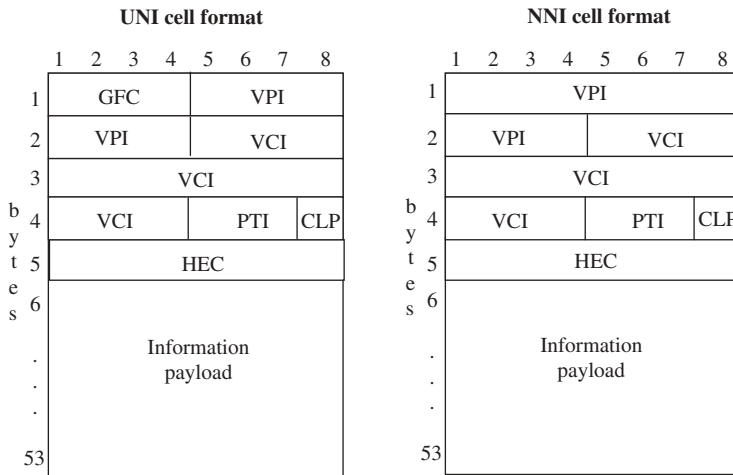 UNI cell format
1 2 3 4 5 6 7 8
1 GFC VPI
2 VPI VCI
3 VCI
4 VCI PTI CLP
5 HEC
6
Information
payload
.
.
.
53
bytes
NNI cell format
1 2 3 4 5 6 7 8
1 VPI
2 VPI VCI
3 VCI
4 VCI PTI CLP
5 HEC
6
Information
payload
.
.
.
53
bytes